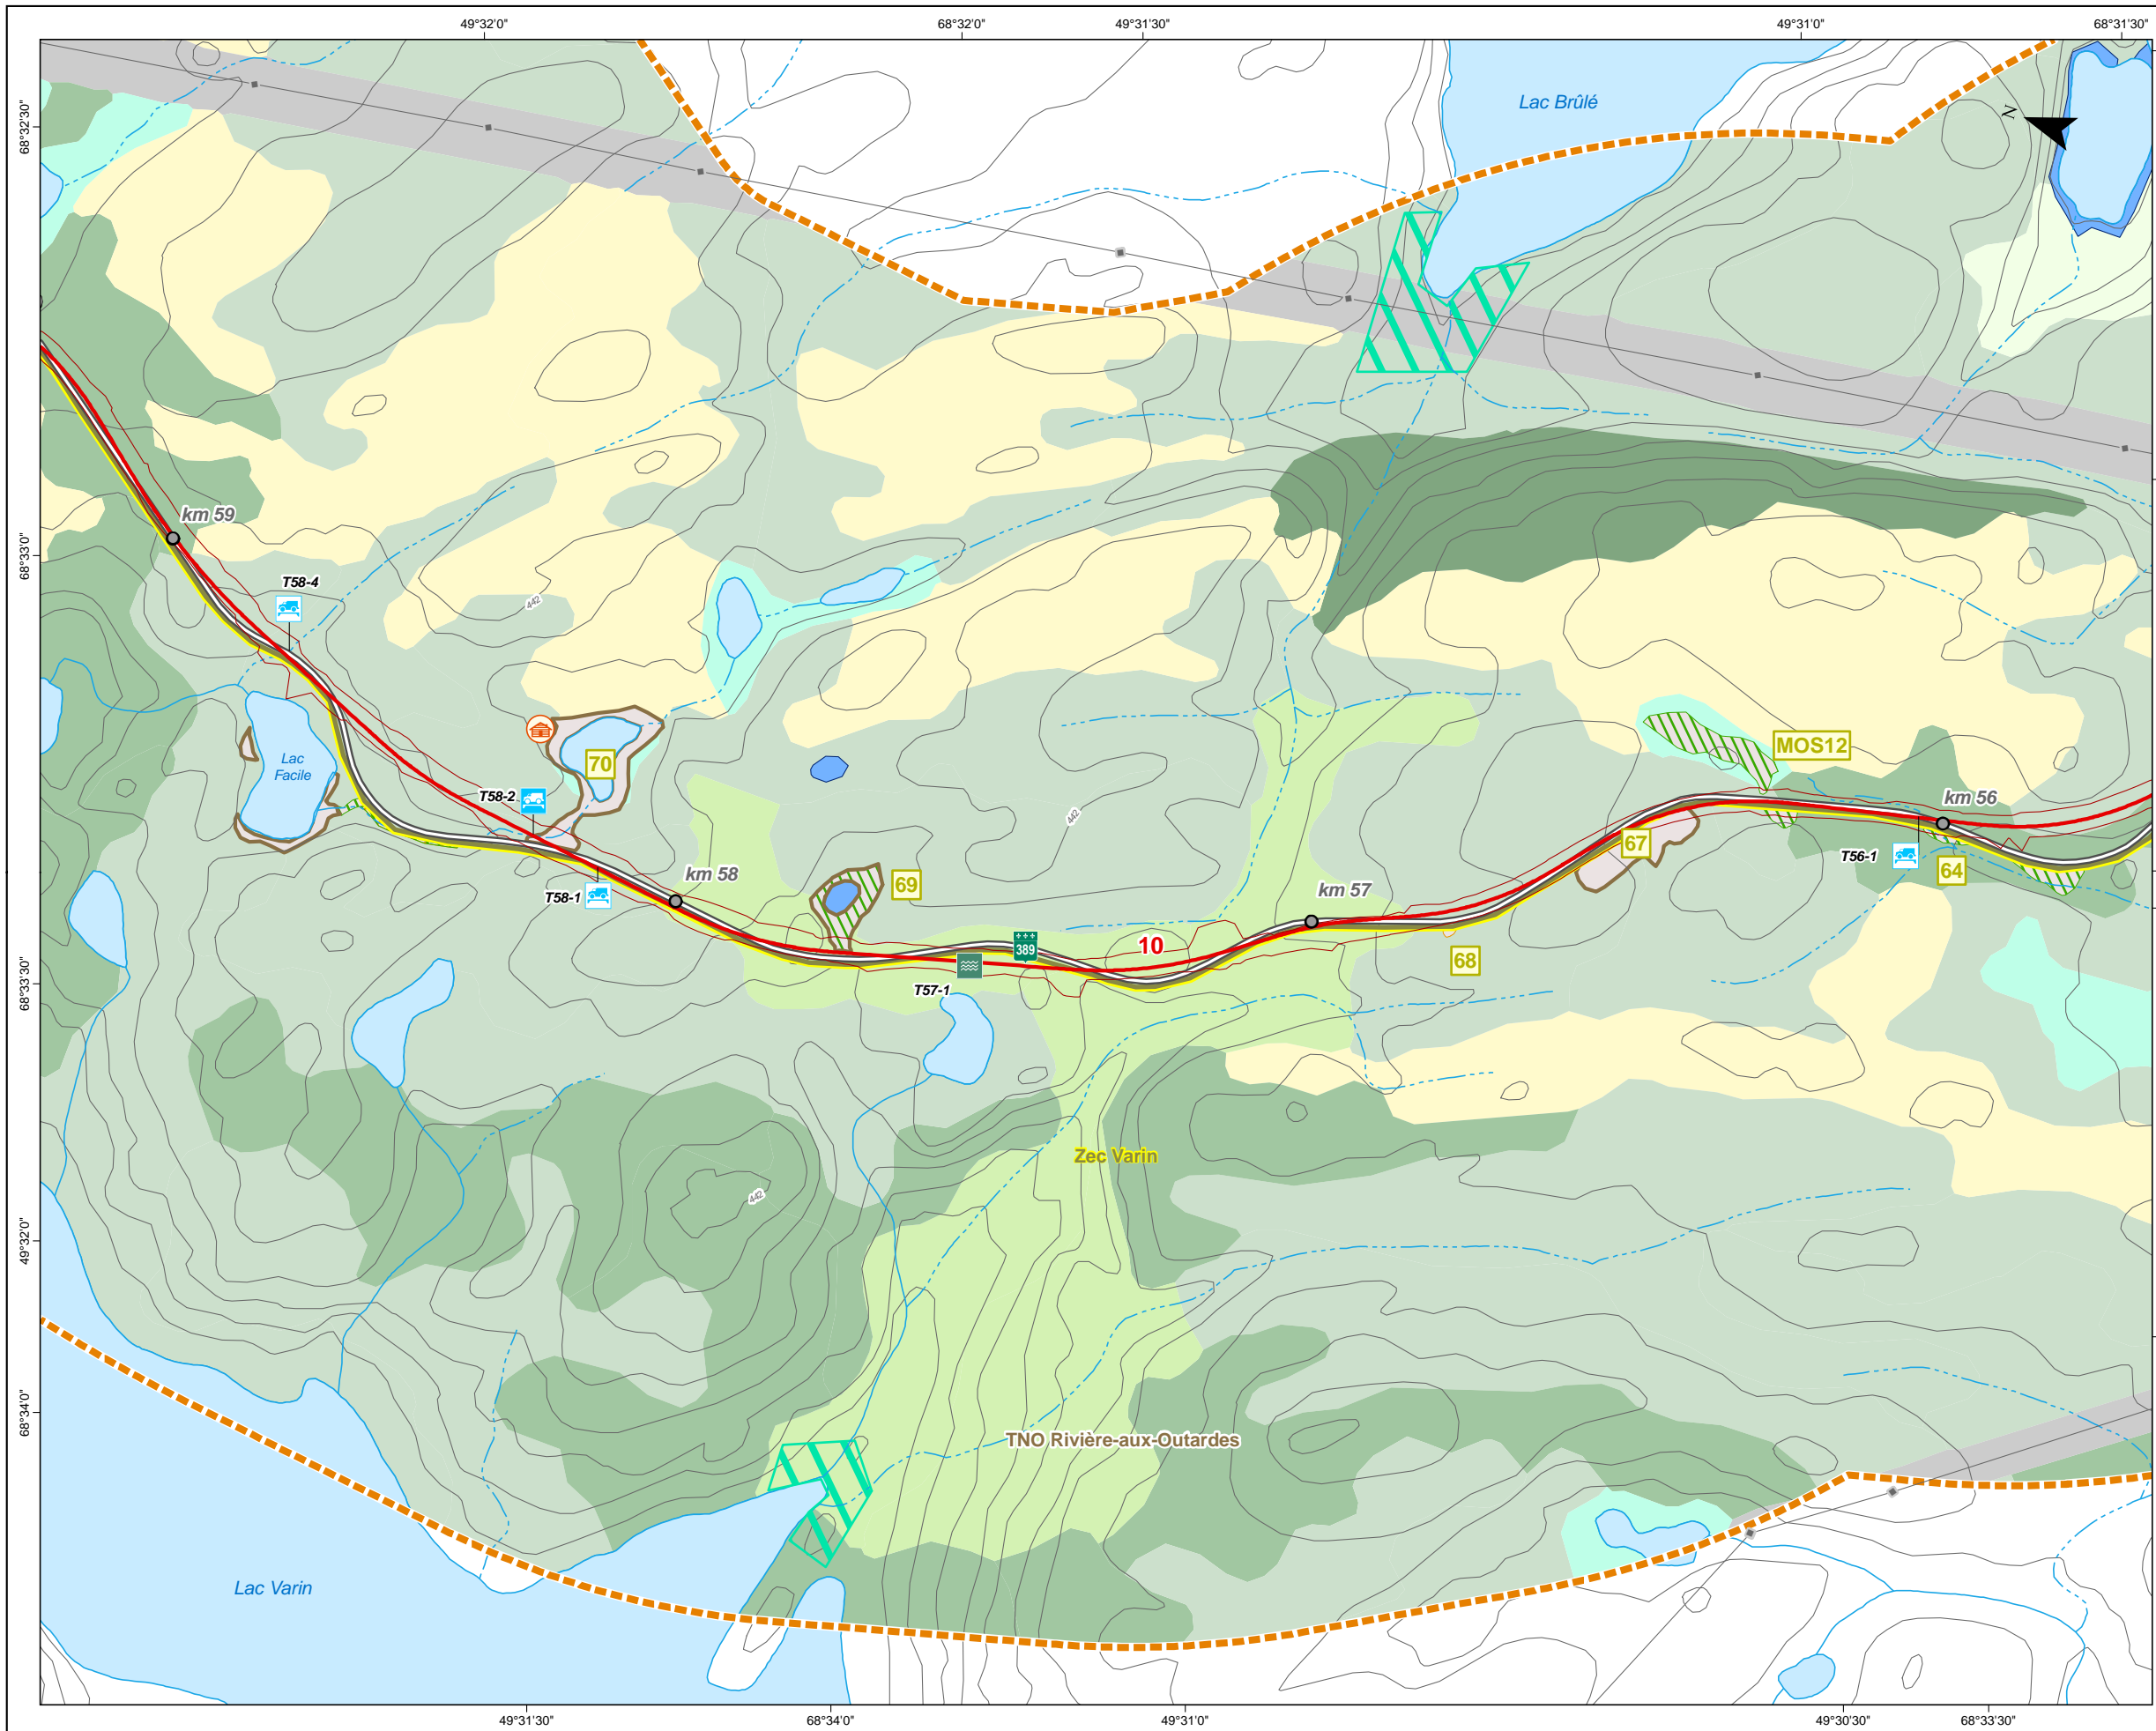 49°32'0" 68°32'0" 49°31'30" 49°31'0" 68°31'30"
Lac Brûlé
N
68°32'30"
km 59
68°33'0"
T58-4
442
Lac
Facile
70
MOS12
T58-2
km 56
442
67
T56-1
64
km 58
69
T58-1
km 57
389
10
68
68°33'30"
T57-1
Zec Varin
442
49°32'0"
68°34'0"
TNO Rivière-aux-Outardes
Lac Varin
49°31'30" 68°34'0" 49°31'0" 49°30'30" 68°33'30"